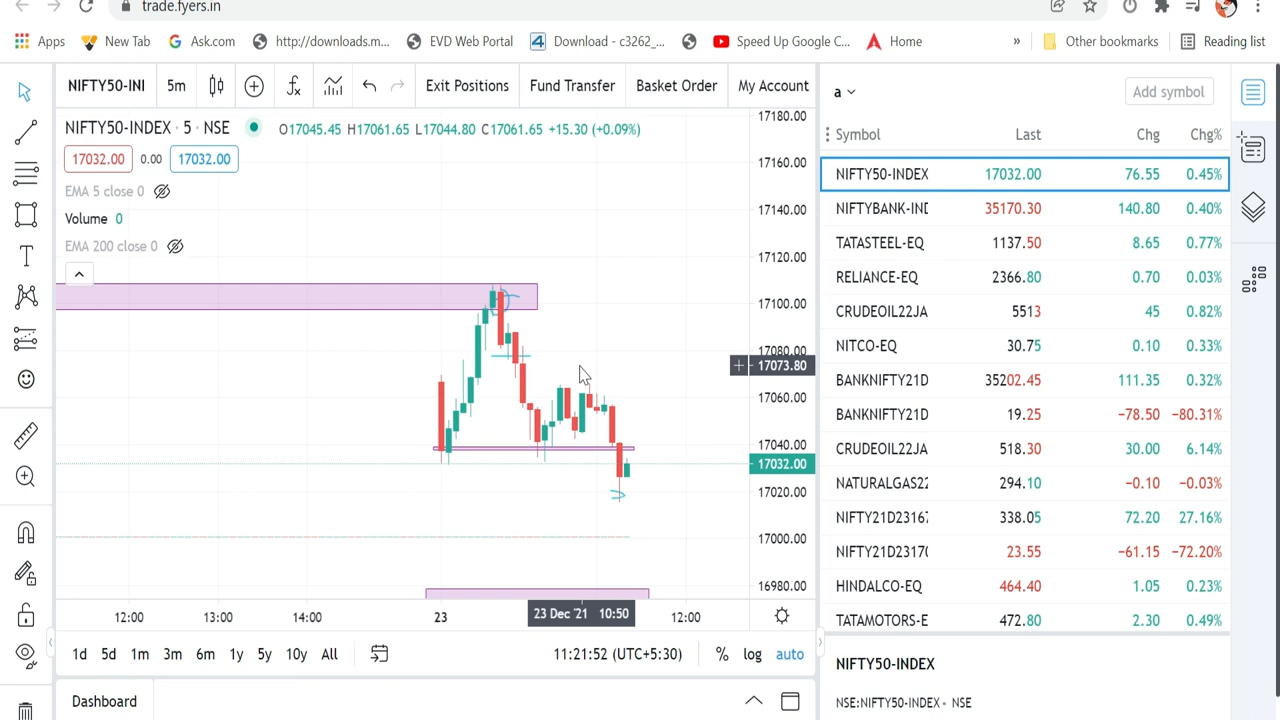 trade.fyers.in
Apps New Tab Ask.com http://downloads.m... EVD Web Portal Download - c3262_... Speed Up Google C... Home » Other bookmarks Reading list
NIFTY50-INI 5m Exit Positions Fund Transfer Basket Order My Account
NIFTY50-INDEX · 5 · NSE O17045.45 H17061.65 L17044.80 C17061.65 +15.30 (+0.09%)
17032.00 0.00 17032.00
EMA 5 close 0
Volume 0
EMA 200 close 0
17180.00
17160.00
17140.00
17120.00
17100.00
17080.00
17073.80
17060.00
17040.00
17032.00
17020.00
17000.00
16980.00
12:00 13:00 14:00 23 23 Dec '21 10:50 12:00
1d 5d 1m 3m 6m 1y 5y 10y All 11:21:52 (UTC+5:30) % log auto
Dashboard
a Add symbol
Symbol Last Chg Chg%
NIFTY50-INDEX 17032.00 76.55 0.45%
NIFTYBANK-IND 35170.30 140.80 0.40%
TATASTEEL-EQ 1137.50 8.65 0.77%
RELIANCE-EQ 2366.80 0.70 0.03%
CRUDEOIL22JA 5513 45 0.82%
NITCO-EQ 30.75 0.10 0.33%
BANKNIFTY21D 35202.45 111.35 0.32%
BANKNIFTY21D 19.25 −78.50 −80.31%
CRUDEOIL22JA 518.30 30.00 6.14%
NATURALGAS22 294.10 −0.10 −0.03%
NIFTY21D2316 338.05 72.20 27.16%
NIFTY21D2317 23.55 −61.15 −72.20%
HINDALCO-EQ 464.40 1.05 0.23%
TATAMOTORS-E 472.80 2.30 0.49%
NIFTY50-INDEX
NSE:NIFTY50-INDEX • NSE